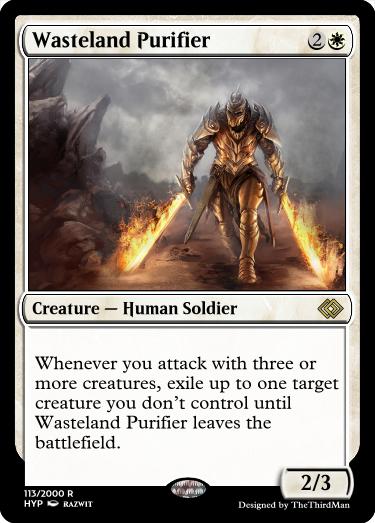 Wasteland Purifier 2
Creature — Human Soldier
Whenever you attack with three or
more creatures, exile up to one target
creature you don't control until
Wasteland Purifier leaves the
battlefield.
2/3
113/2000 R
HYP RAZWIT
Designed by TheThirdMan